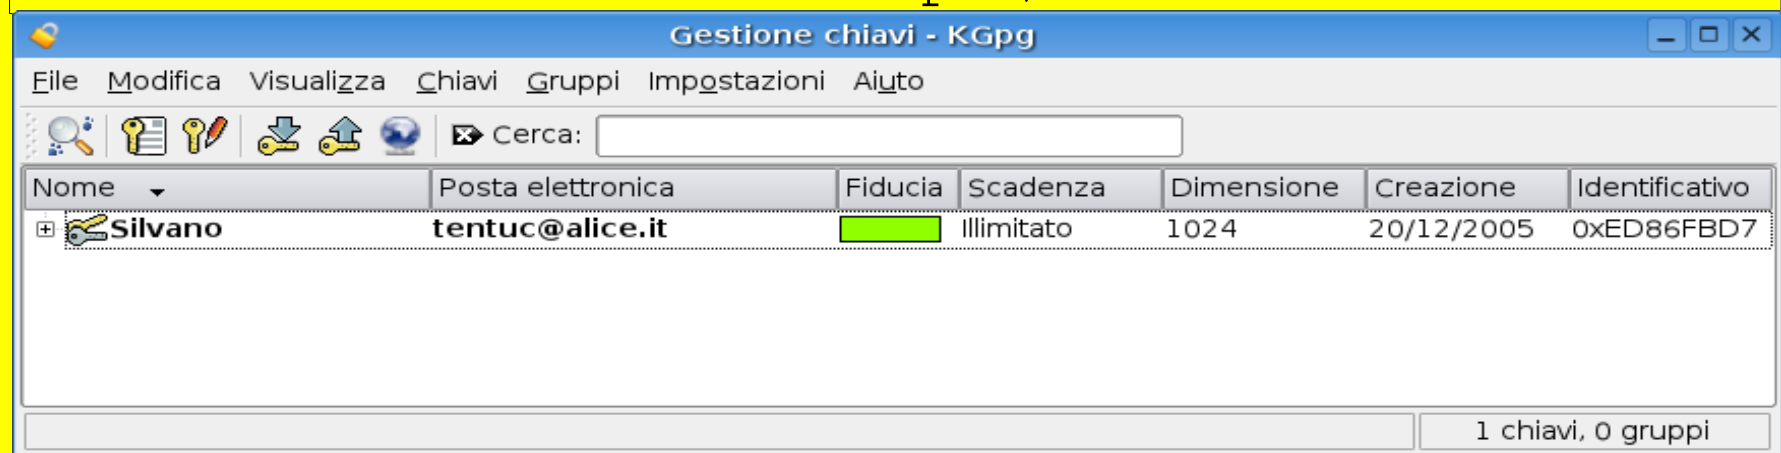 Gestione chiavi - KGpg
File Modifica Visualizza Chiavi Gruppi Impostazioni Aiuto
Cerca:
Nome Posta elettronica Fiducia Scadenza Dimensione Creazione Identificativo
Silvano tentuc@alice.it Illimitato 1024 20/12/2005 0xED86FBD7
1 chiavi, 0 gruppi